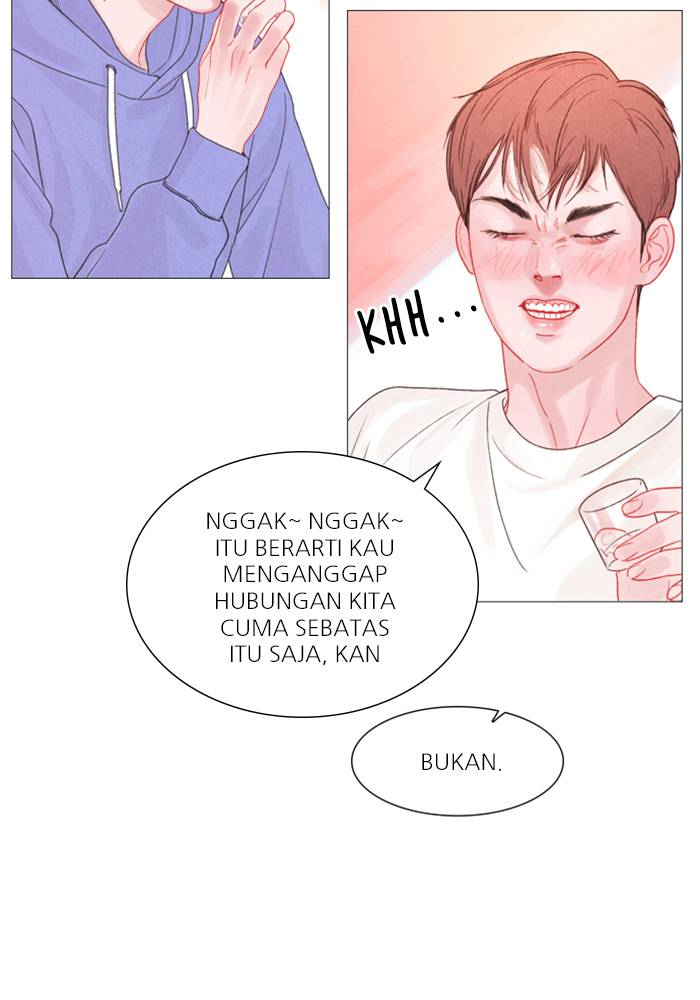 KHH...
NGGAK~ NGGAK~
ITU BERARTI KAU
MENGANGGAP
HUBUNGAN KITA
CUMA SEBATAS
ITU SAJA, KAN
BUKAN.